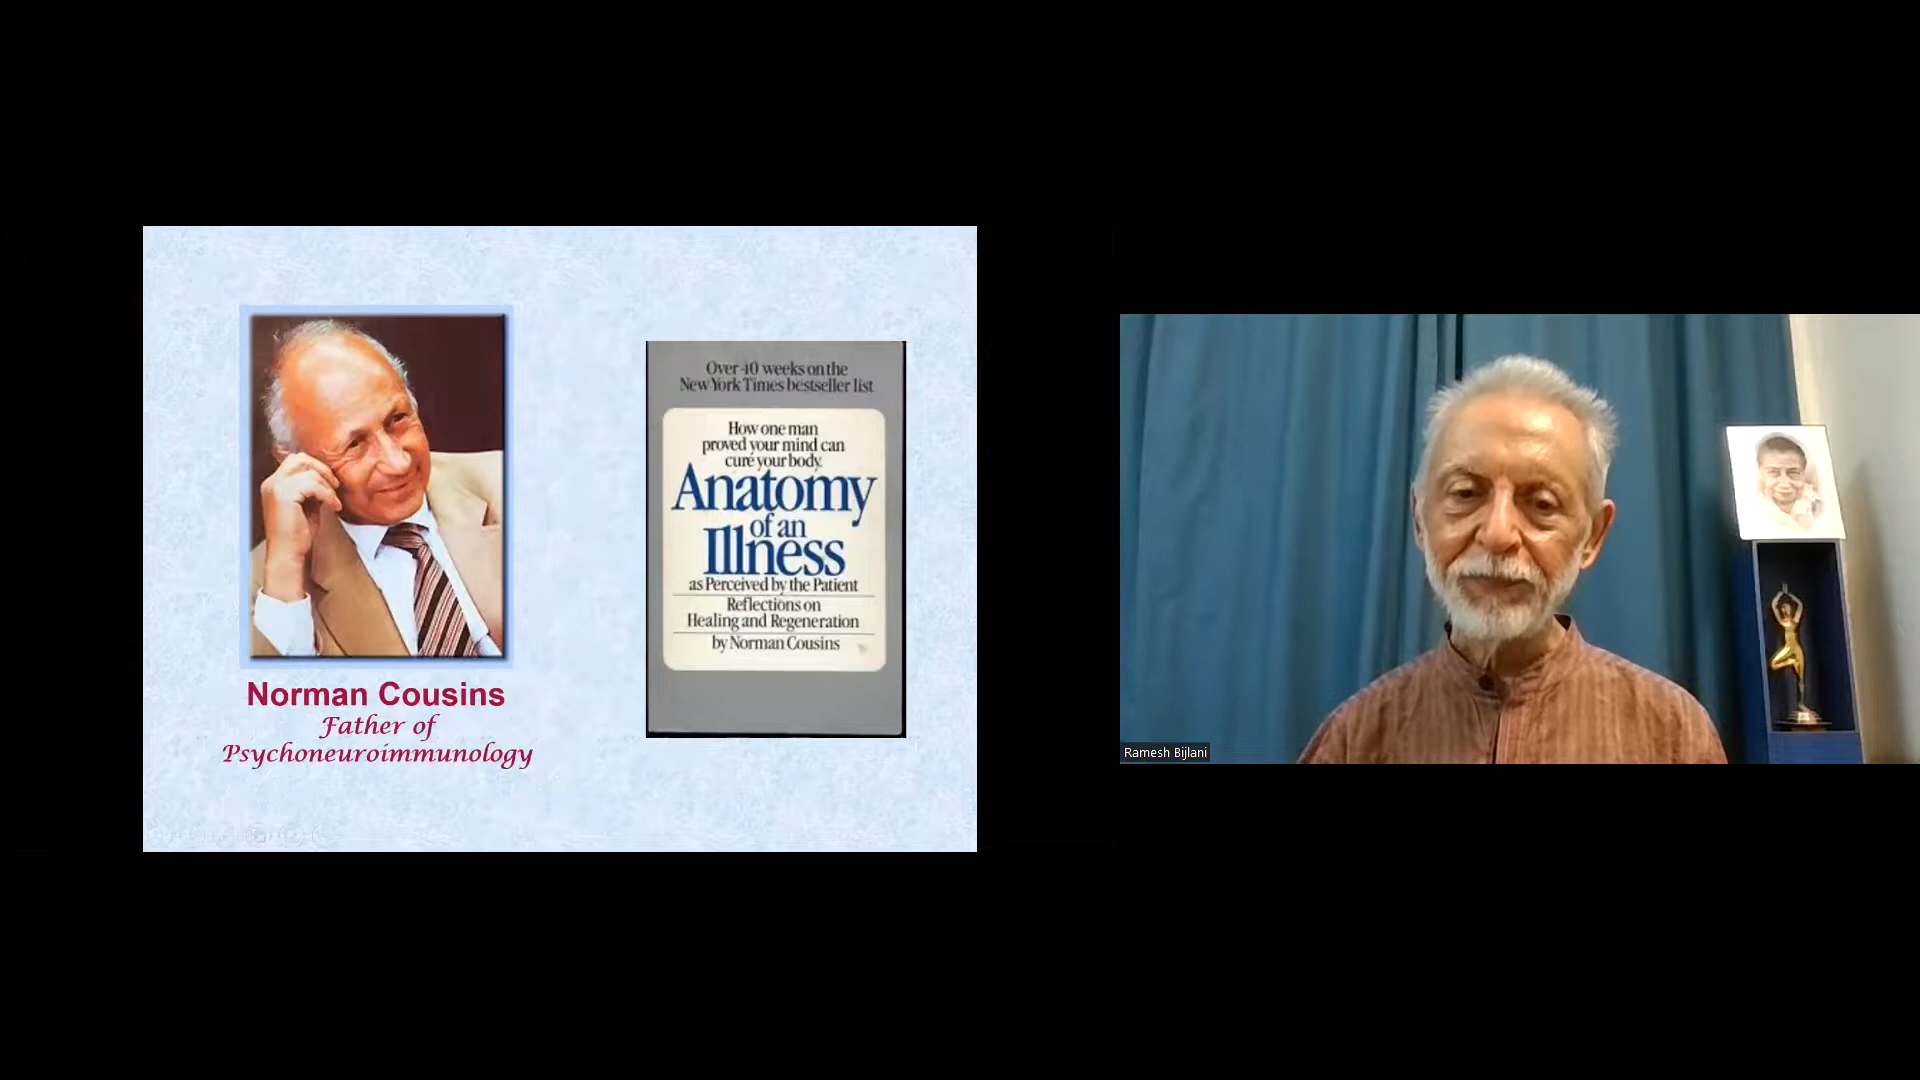 Over 40 weeks on the
New York Times bestseller list
How one man
proved your mind can
cure your body.
Anatomy
of an
Illness
as Perceived by the Patient
Reflections on
Healing and Regeneration
by Norman Cousins
Norman Cousins
Father of
Psychoneuroimmunology
Ramesh Bijlani